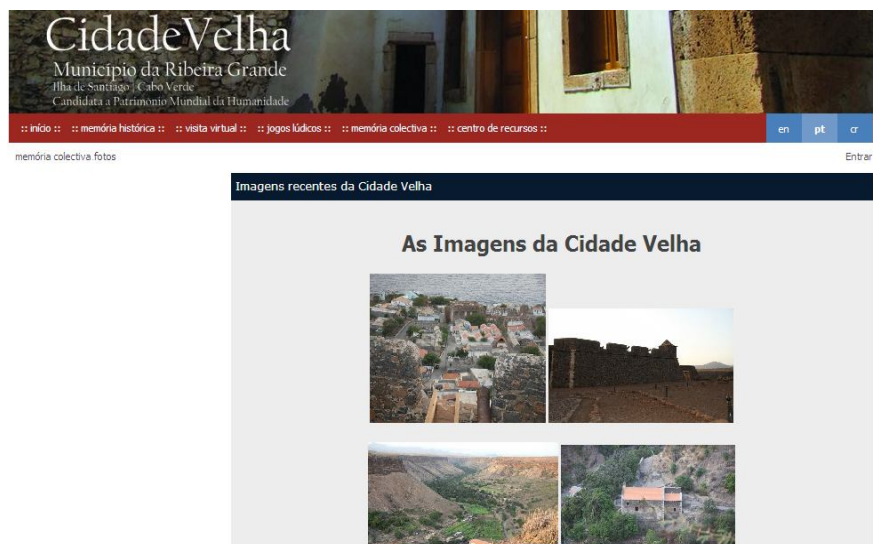 CidadeVelha
Município da Ribeira Grande
Ilha de Santiago | Cabo Verde
Candidata a Património Mundial da Humanidade
:: início :: :: memória histórica :: :: visita virtual :: :: jogos lúdicos :: :: memória colectiva :: :: centro de recursos :: en pt cr
memória colectiva fotos Entrar
Imagens recentes da Cidade Velha
As Imagens da Cidade Velha